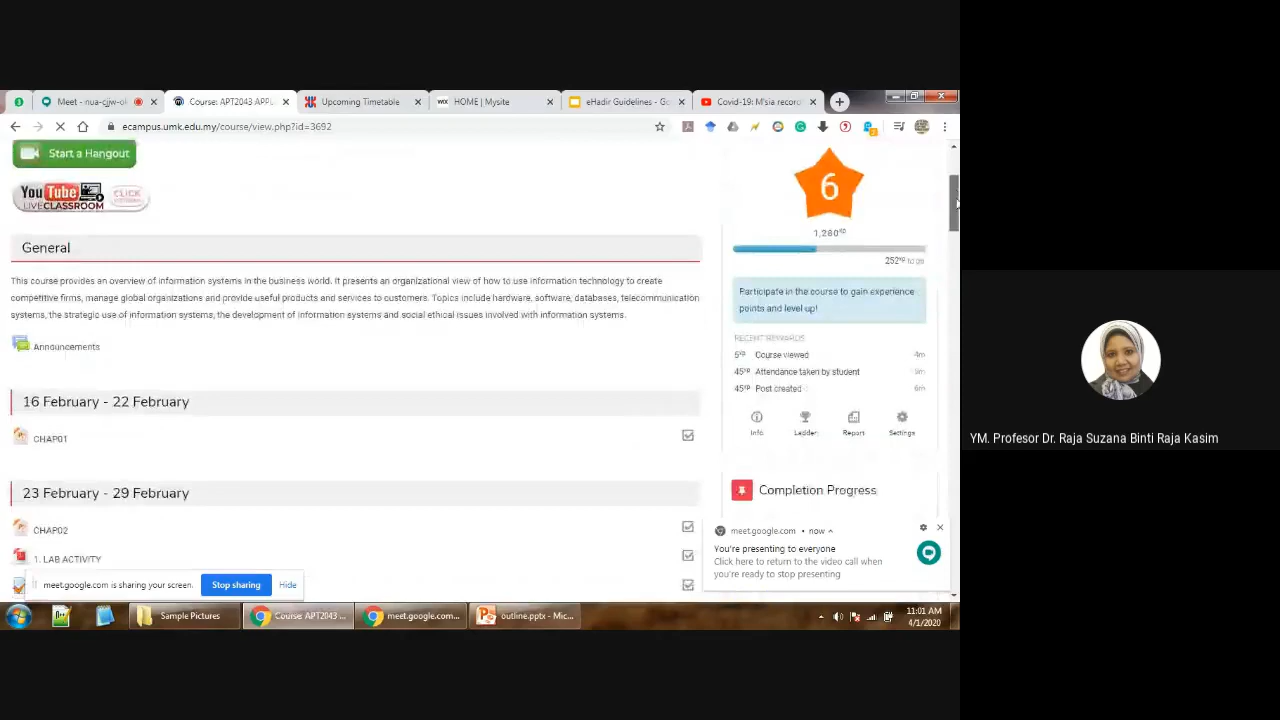 Meet - nua-cjjw-ol
Course: APT2043 APPL
Upcoming Timetable
HOME | Mysite
eHadir Guidelines - Go
Covid-19: M'sia record
ecampus.umk.edu.my/course/view.php?id=3692
Start a Hangout
YouTube
LIVECLASSROOM
CLICK
General
This course provides an overview of information systems in the business world. It presents an organizational view of how to use information technology to create
competitive firms, manage global organizations and provide useful products and services to customers. Topics include hardware, software, databases, telecommunication
systems, the strategic use of information systems, the development of information systems and social ethical issues involved with information systems.
Announcements
16 February - 22 February
CHAP01
23 February - 29 February
CHAP02
1. LAB ACTIVITY
6
1,280xp
252xp to go
Participate in the course to gain experience
points and level up!
RECENT REWARDS
5xp Course viewed 4m
45xp Attendance taken by student 5m
45xp Post created 6m
Info
Ladder
Report
Settings
Completion Progress
meet.google.com • now
You're presenting to everyone
Click here to return to the video call when
you're ready to stop presenting
meet.google.com is sharing your screen.
Stop sharing
Hide
Sample Pictures
Course: APT2043 ...
meet.google.com...
outline.pptx - Mic...
11:01 AM
4/1/2020
YM. Profesor Dr. Raja Suzana Binti Raja Kasim